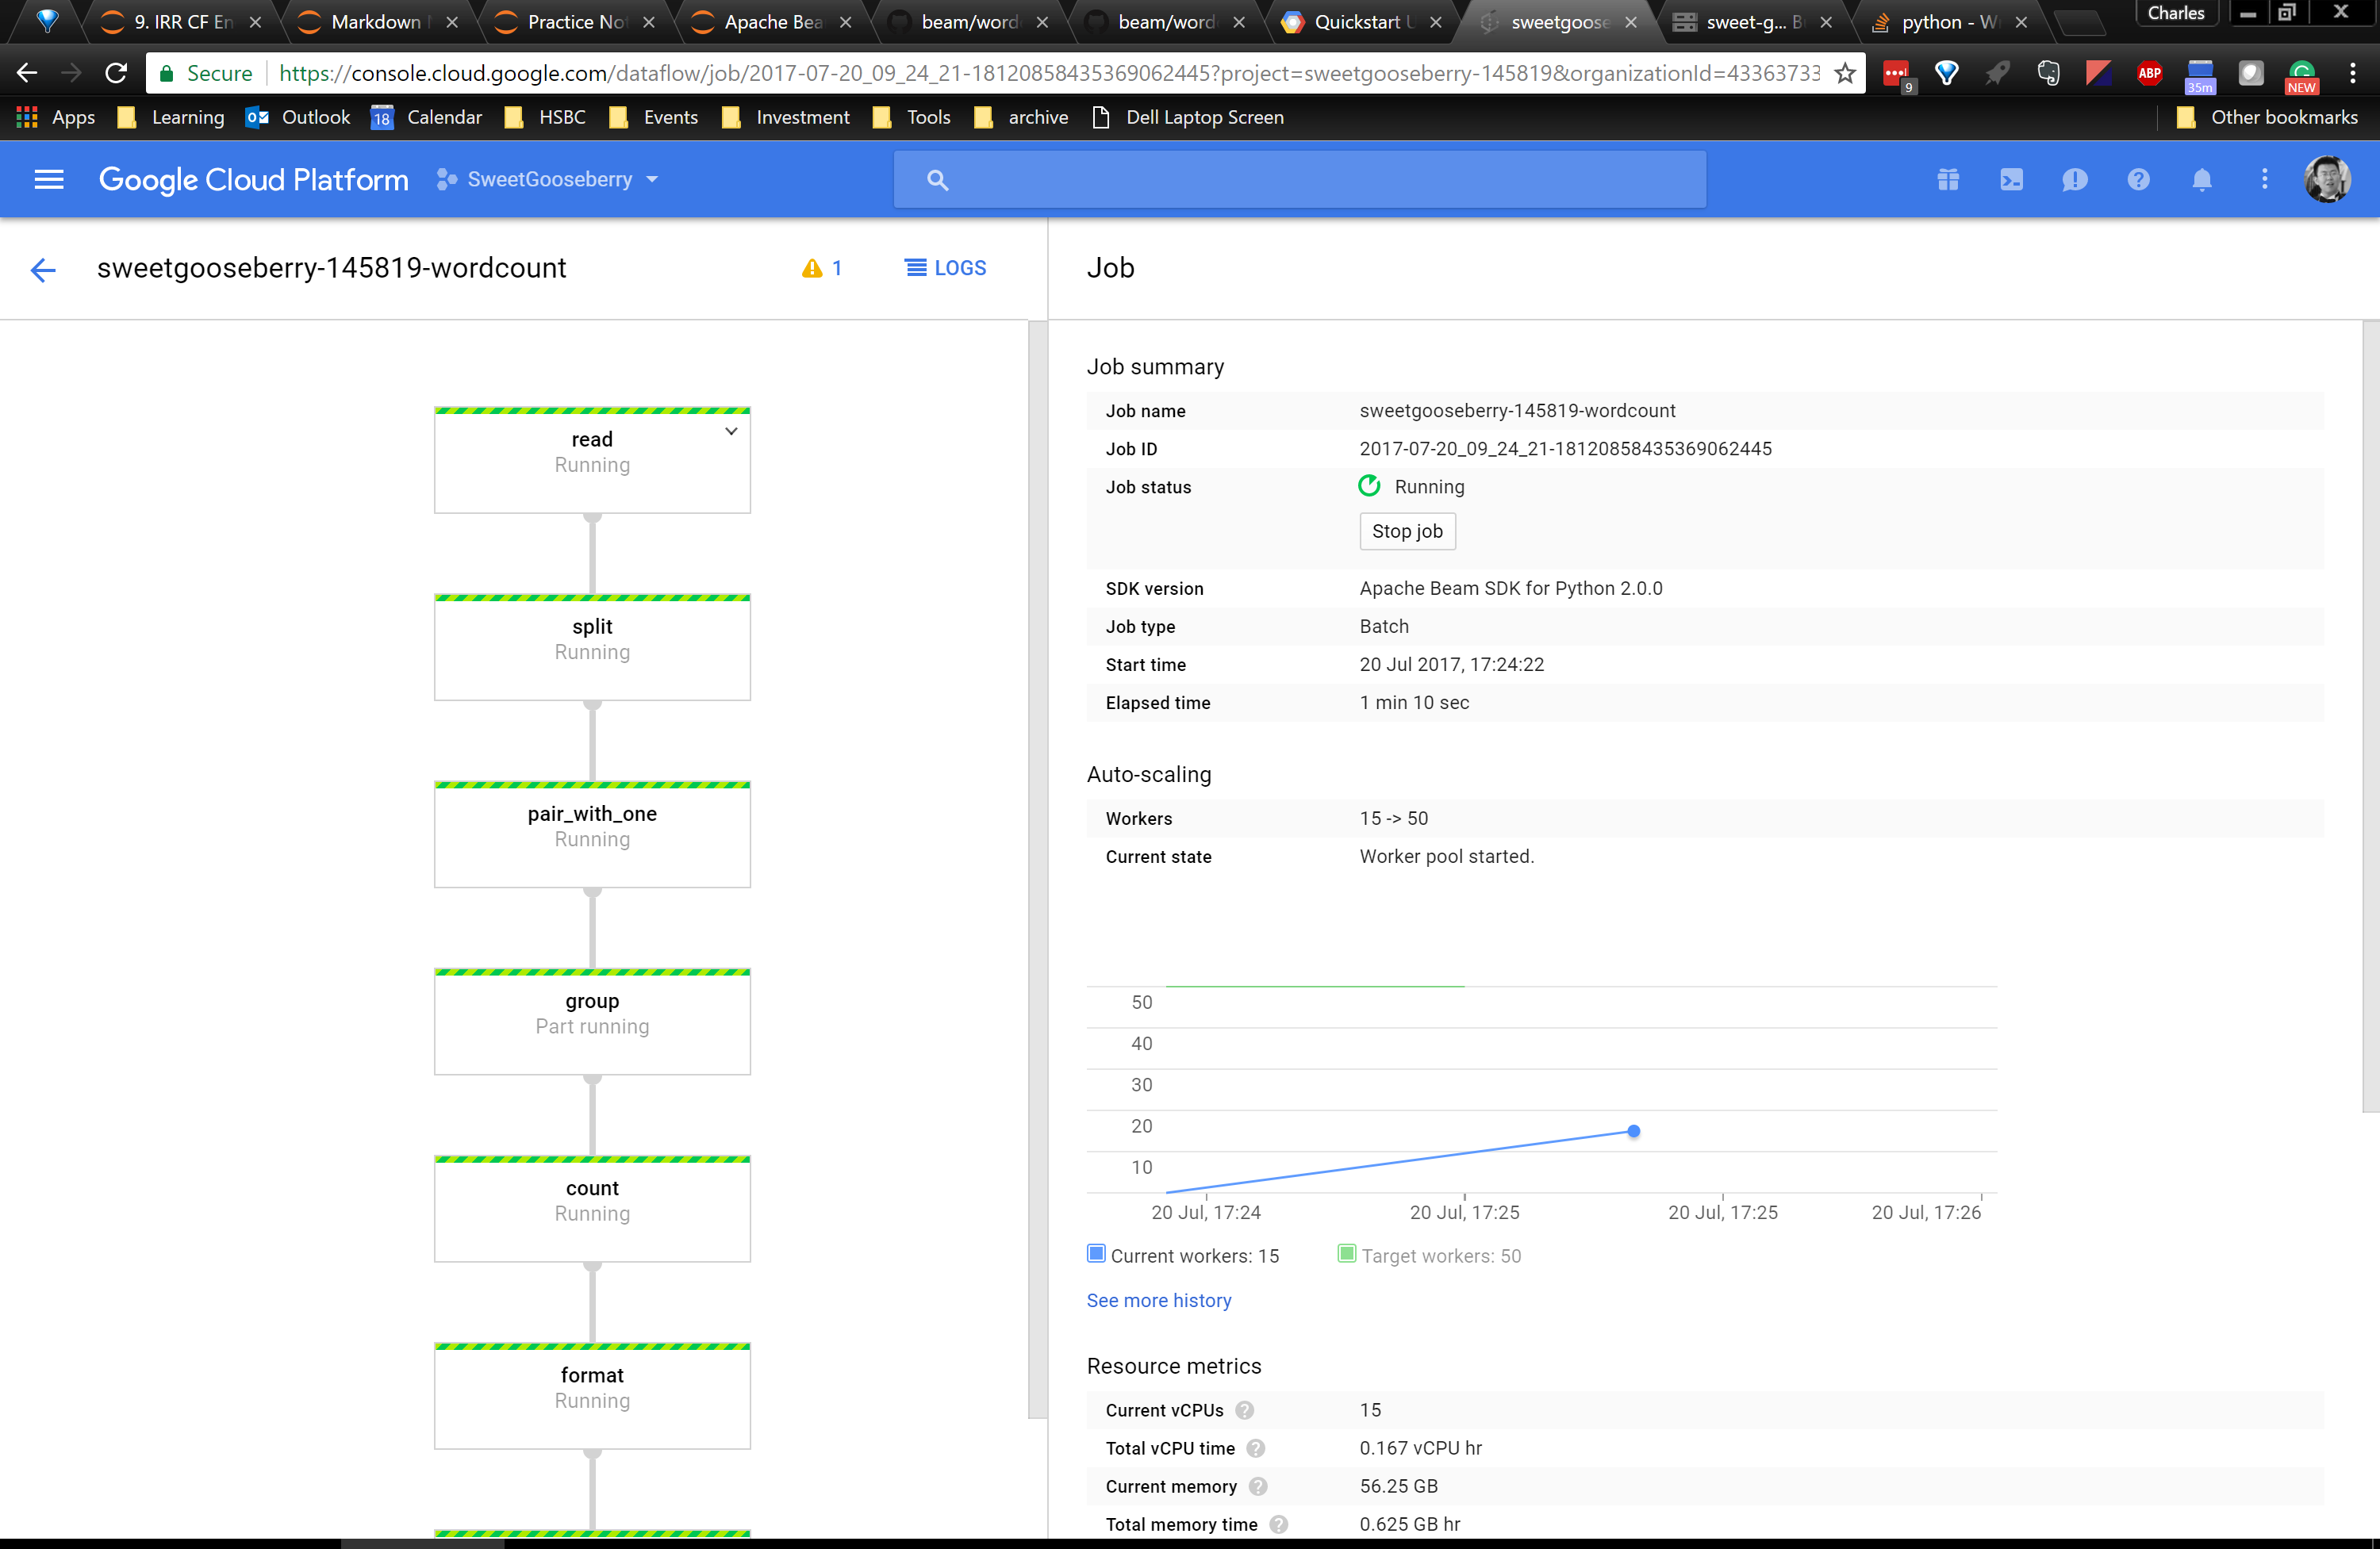 9. IRR CF En
Markdown
Practice No
Apache Bea
beam/word
beam/word
Quickstart U
sweetgoose
sweet-g...
python - W
Charles
Secure
https://console.cloud.google.com/dataflow/job/2017-07-20_09_24_21-18120858435369062445?project=sweetgooseberry-145819&organizationId=43363733
9
ABP
35m
NEW
Apps
Learning
Outlook
18
Calendar
HSBC
Events
Investment
Tools
archive
Dell Laptop Screen
Other bookmarks
Google Cloud Platform
SweetGooseberry
sweetgooseberry-145819-wordcount
1
LOGS
read
Running
split
Running
pair_with_one
Running
group
Part running
count
Running
format
Running
Job
Job summary
Job name sweetgooseberry-145819-wordcount
Job ID 2017-07-20_09_24_21-18120858435369062445
Job status Running
Stop job
SDK version Apache Beam SDK for Python 2.0.0
Job type Batch
Start time 20 Jul 2017, 17:24:22
Elapsed time 1 min 10 sec
Auto-scaling
Workers 15 -> 50
Current state Worker pool started.
50
40
30
20
10
20 Jul, 17:24 20 Jul, 17:25 20 Jul, 17:25 20 Jul, 17:26
Current workers: 15 Target workers: 50
See more history
Resource metrics
Current vCPUs 15
Total vCPU time 0.167 vCPU hr
Current memory 56.25 GB
Total memory time 0.625 GB hr